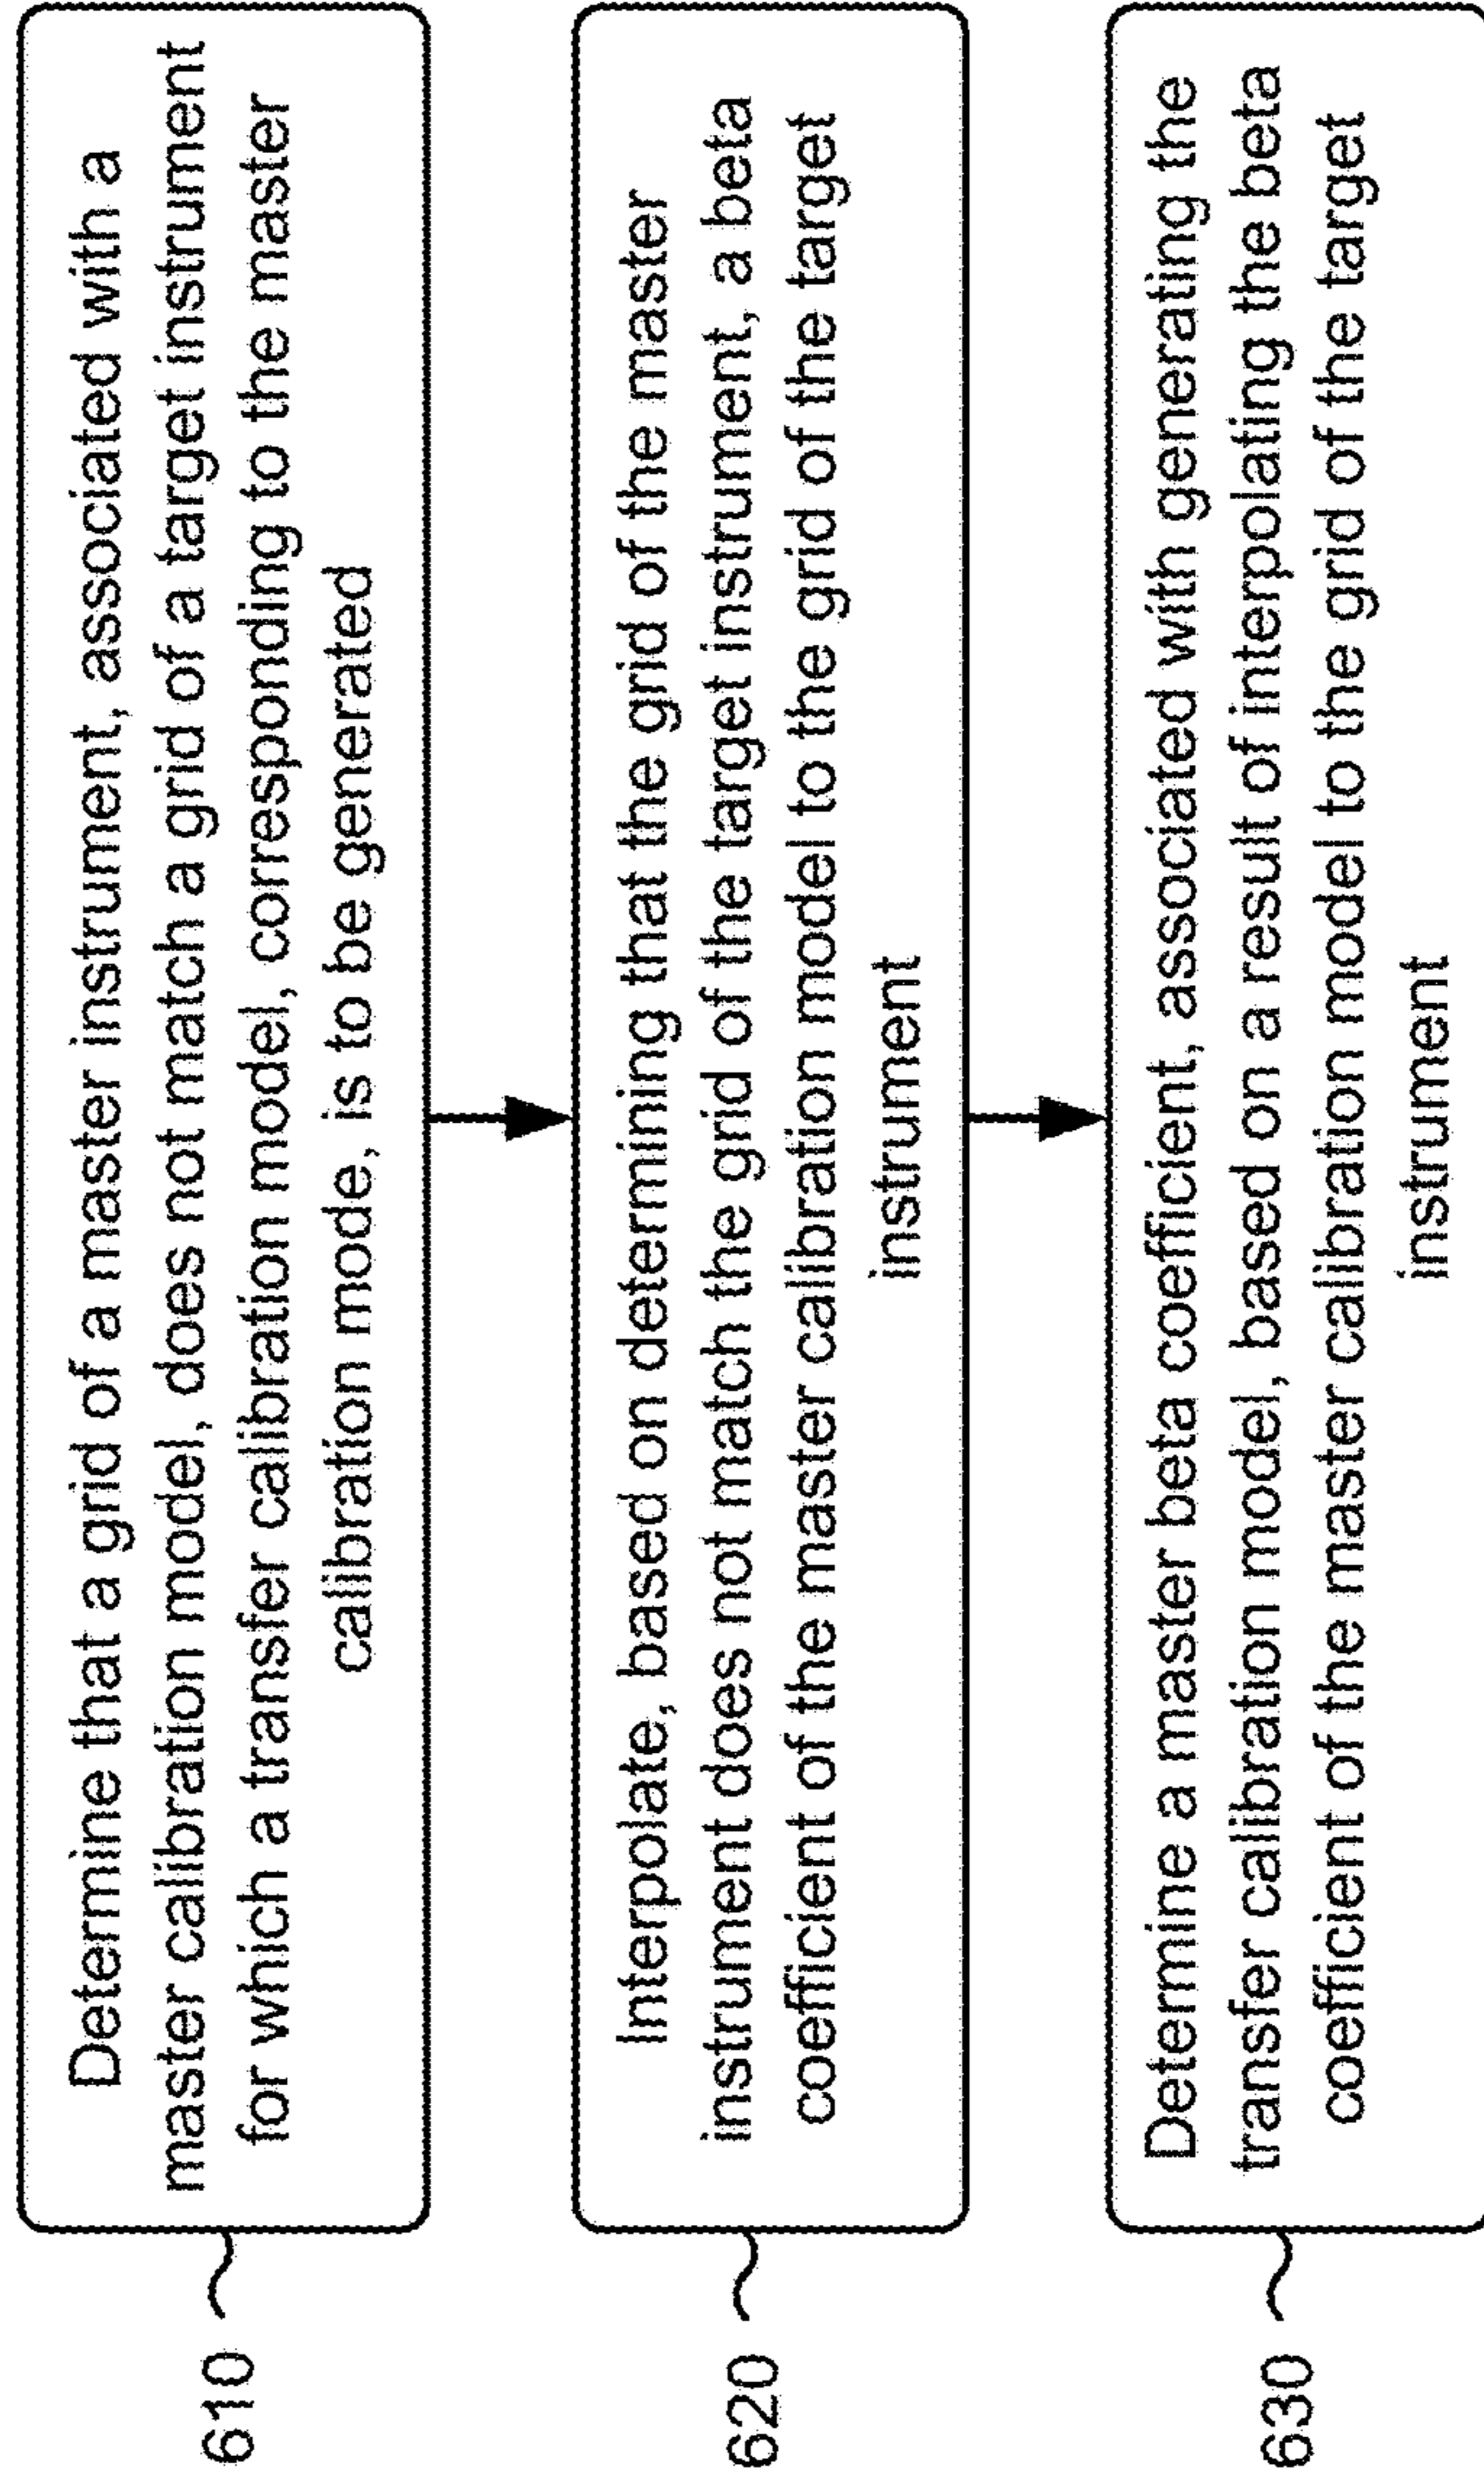 610
Determine that a grid of a master instrument, associated with a
master calibration model, does not match a grid of a target instrument
for which a transfer calibration model, corresponding to the master
calibration mode, is to be generated
620
Interpolate, based on determining that the grid of the master
instrument does not match the grid of the target instrument, a beta
coefficient of the master calibration model to the grid of the target
instrument
630
Determine a master beta coefficient, associated with generating the
transfer calibration model, based on a result of interpolating the beta
coefficient of the master calibration model to the grid of the target
instrument